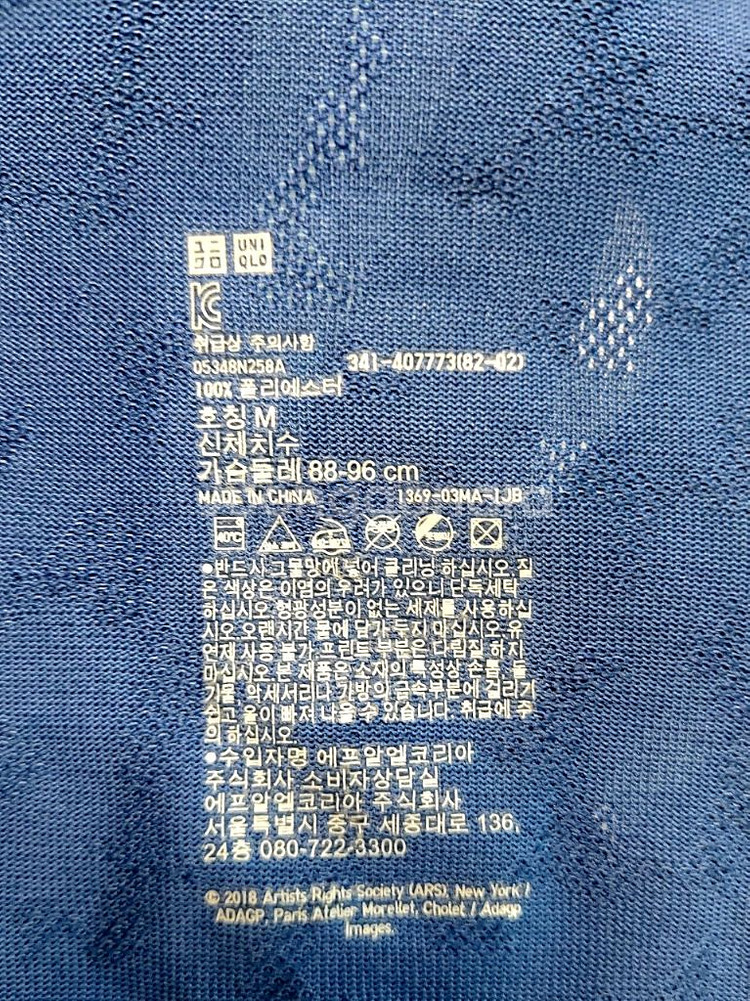 ユニ クロ UNI QLO
KC
취급상 주의사항
05348N258A 341-407773(82-02)
100% 폴리에스터
호칭 M
신체치수
가슴둘레 88-96 cm
MADE IN CHINA 1369-03MA-1JB
40℃
●반드시 그물망에 넣어 클리닝 하십시오. 짙
은 색상은 이염의 우려가 있으니 단독세탁
하십시오. 형광성분이 없는 세제를 사용하십
시오. 오랜시간 물에 담가 두지 마십시오. 유
연제 사용 불가. 프린트 부분은 다림질 하지
마십시오. 본 제품은 소재의 특성상 손톱, 돌
기물, 악세서리나 가방의 금속부분에 걸리기
쉽고 올이 빠져 나올 수 있습니다. 취급에 주
의 하십시오.
●수입자명 에프알엘코리아
주식회사 소비자상담실
에프알엘코리아 주식회사
서울특별시 중구 세종대로 136,
24층 080-722-3300
© 2018 Artists Rights Society (ARS), New York /
ADAGP, Paris Atelier Morellet, Cholet / Adagp
Images.